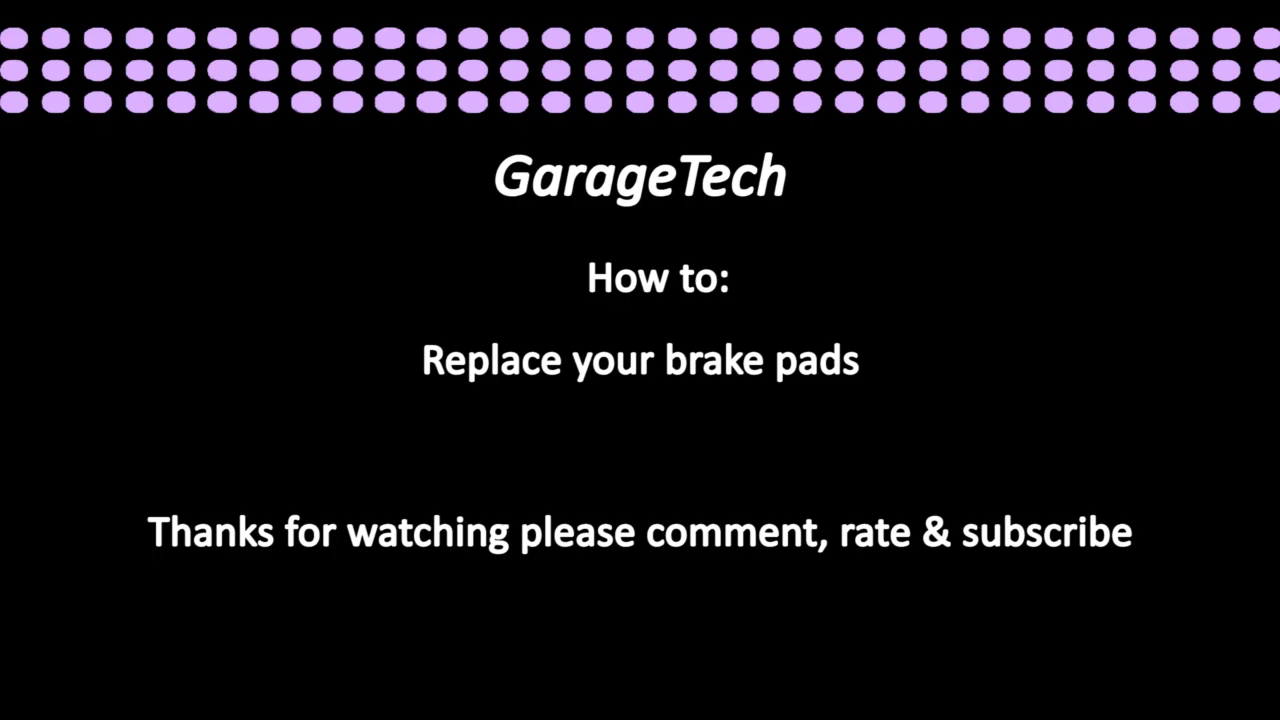 GarageTech
How to:
Replace your brake pads
Thanks for watching please comment, rate & subscribe